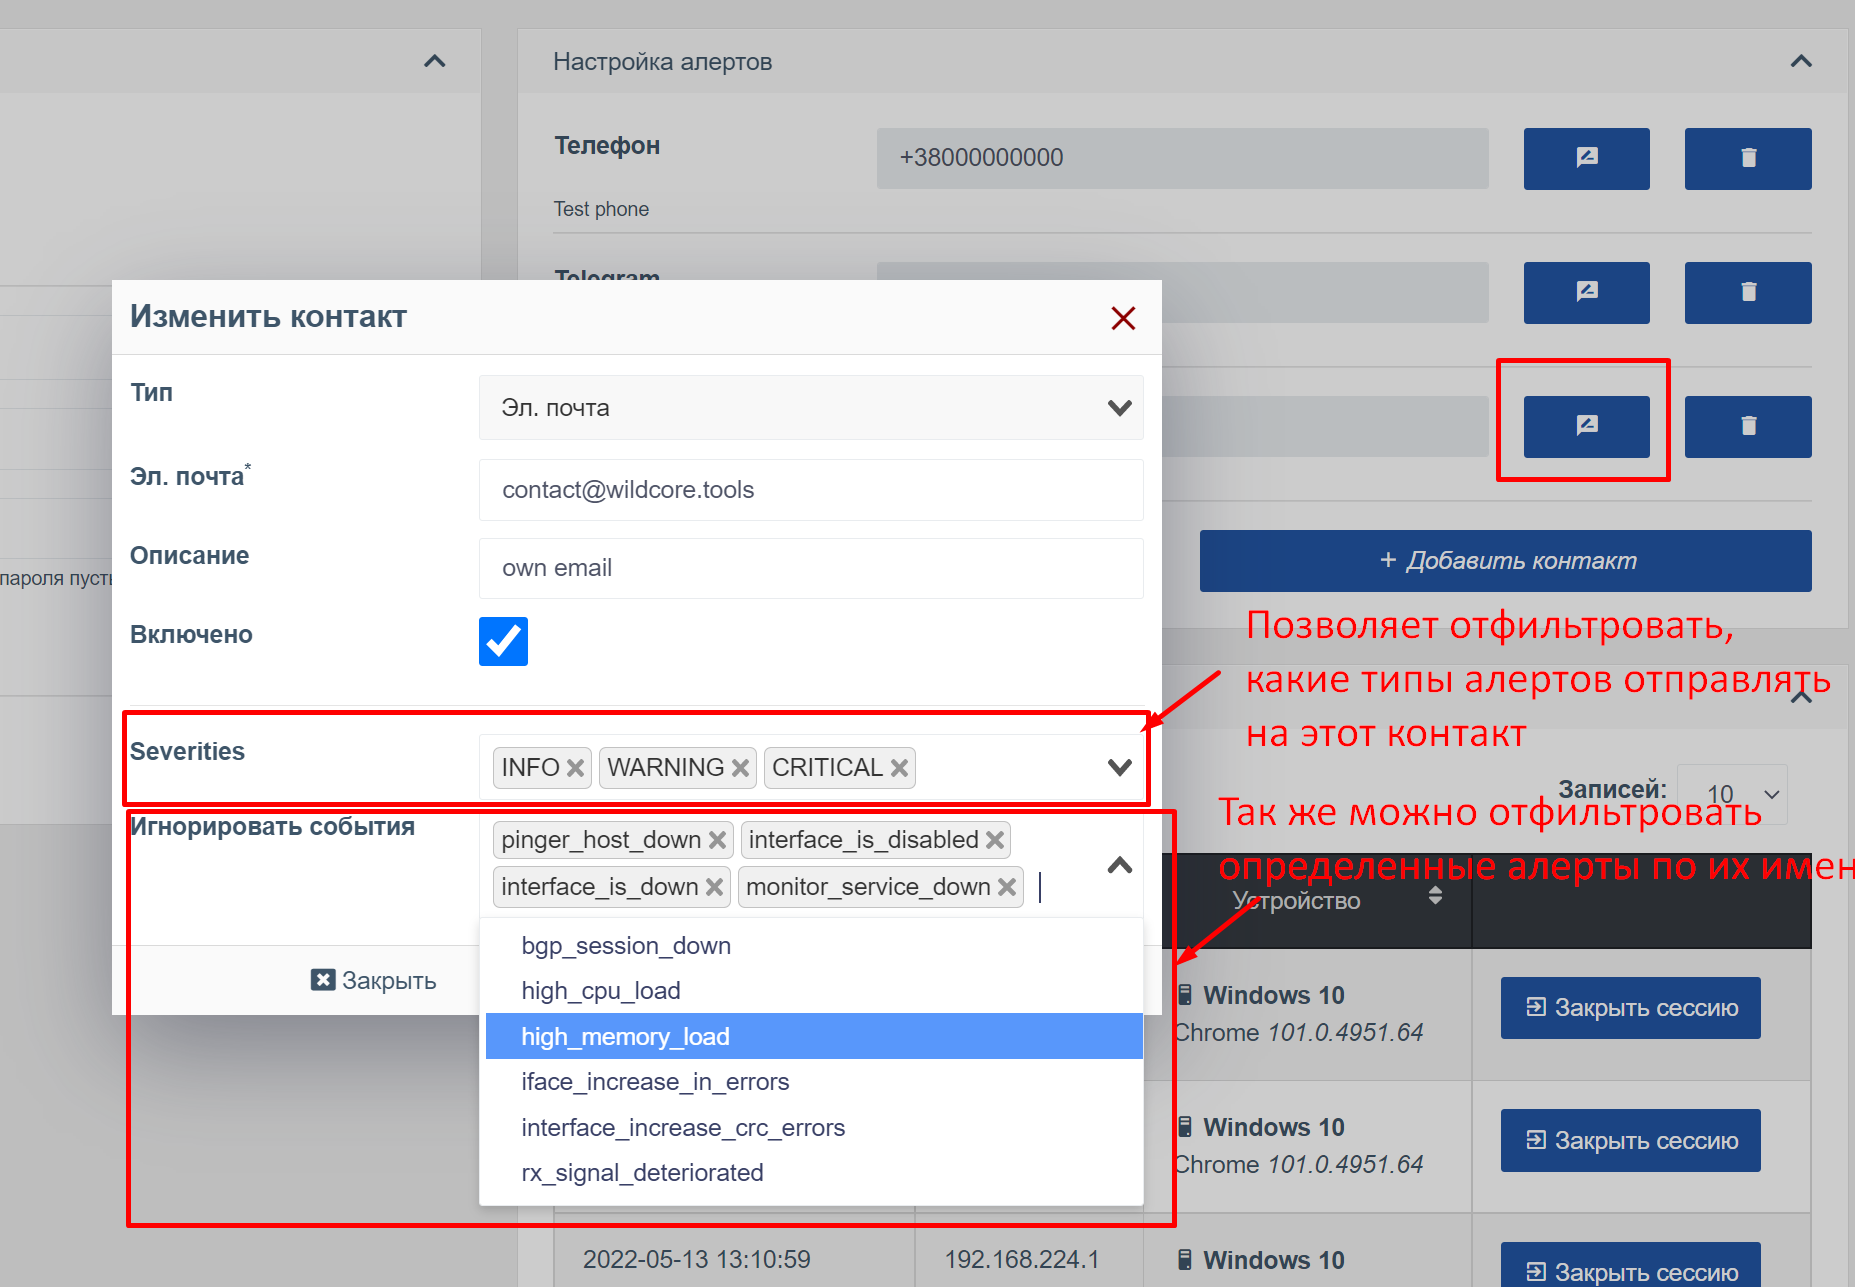 Настройка алертов
Телефон
+38000000000
Test phone
Telegram
Изменить контакт
Тип
Эл. почта
Эл. почта*
contact@wildcore.tools
Описание
own email
+ Добавить контакт
пароля
Включено
Позволяет отфильтровать,
какие типы алертов отправлять
на этот контакт
Severities
INFO
WARNING
CRITICAL
Записей:
10
Так же можно отфильтровать
определенные алерты по их
Игнорировать события
pinger_host_down
interface_is_disabled
interface_is_down
monitor_service_down
Устройство
bgp_session_down
high_cpu_load
high_memory_load
iface_increase_in_errors
interface_increase_crc_errors
rx_signal_deteriorated
Закрыть
Windows 10
Chrome 101.0.4951.64
Закрыть сессию
Windows 10
Chrome 101.0.4951.64
Закрыть сессию
2022-05-13 13:10:59
192.168.224.1
Windows 10
Закрыть сессию